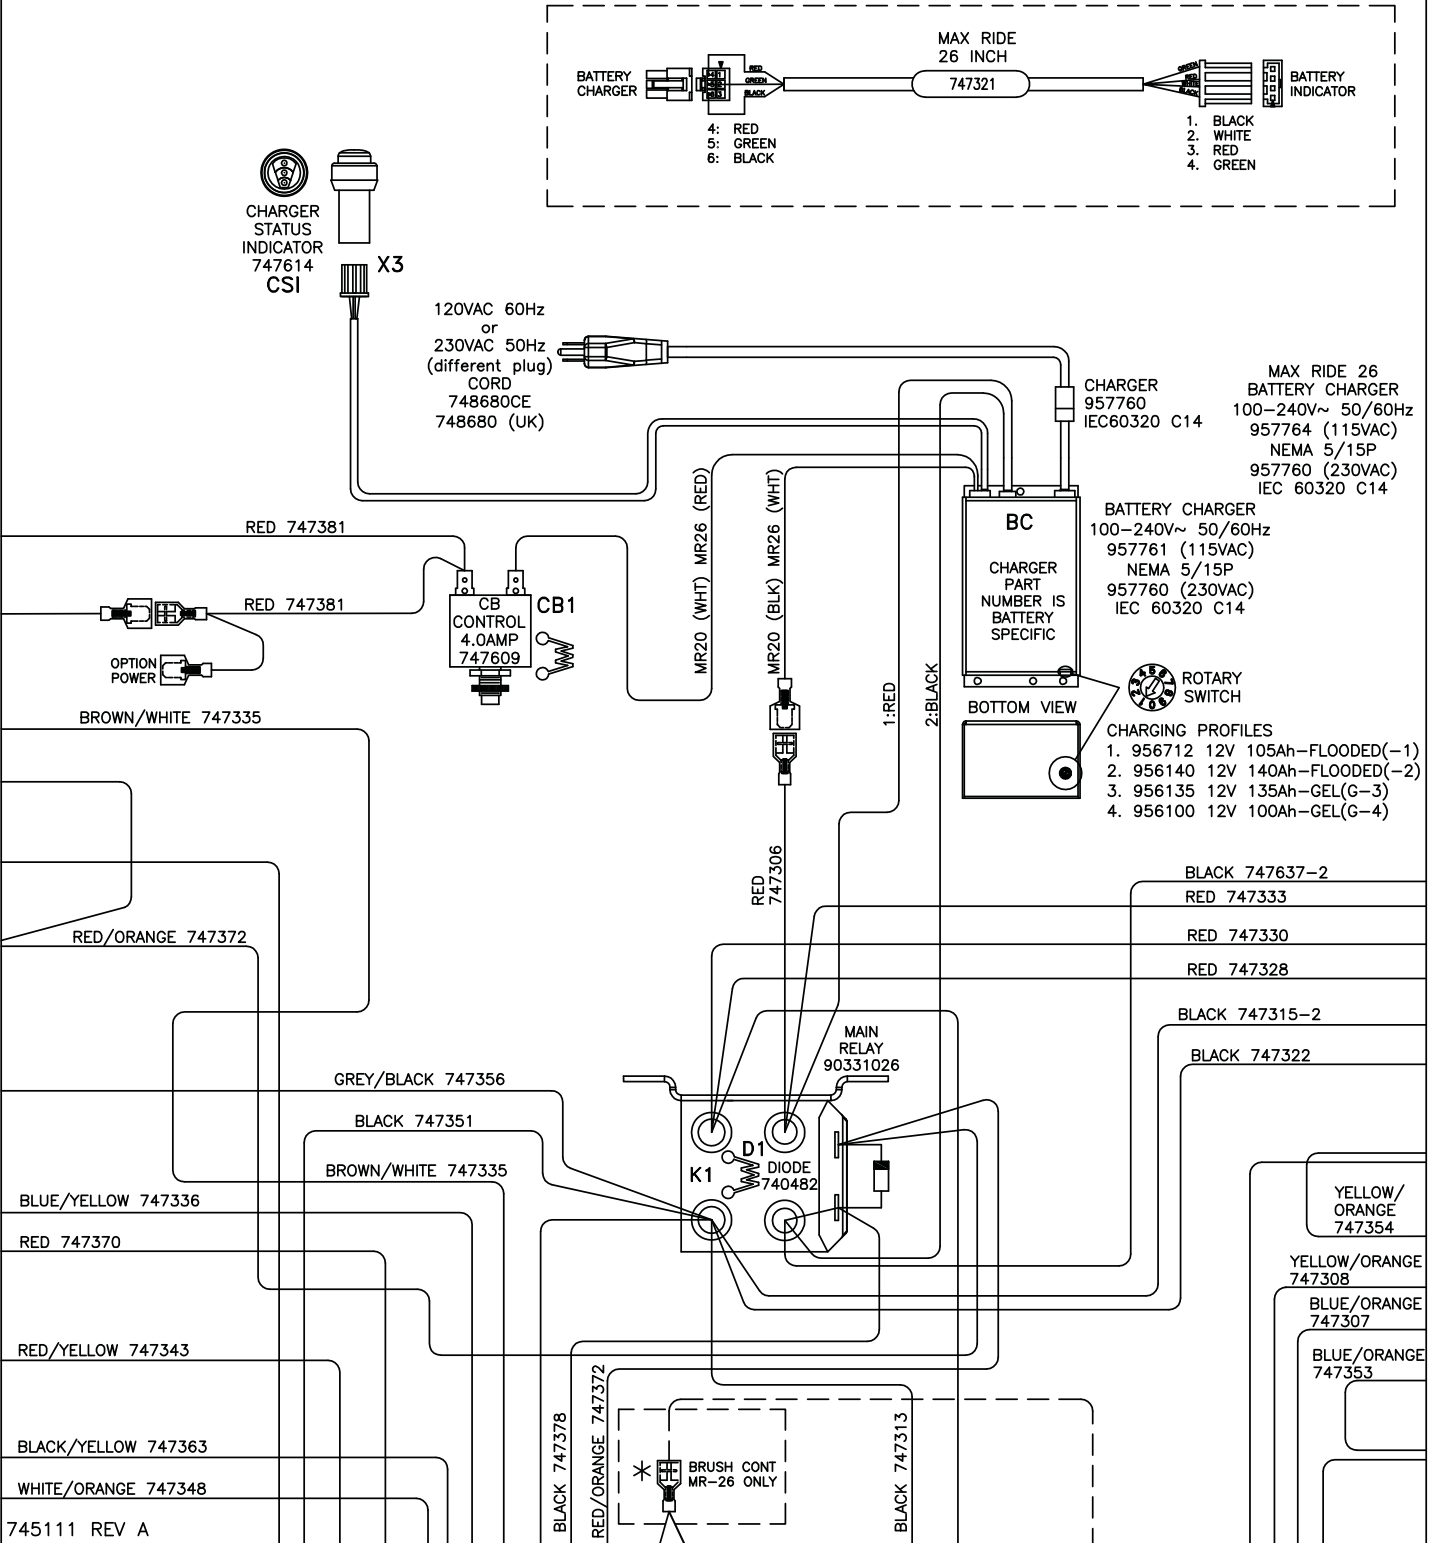 MAX RIDE
26 INCH
747321
BATTERY
CHARGER
RED
GREEN
BLACK
4: RED
5: GREEN
6: BLACK
GREEN
RED
WHITE
BLACK
BATTERY
INDICATOR
1. BLACK
2. WHITE
3. RED
4. GREEN
CHARGER
STATUS
INDICATOR
747614
CSI
X3
120VAC 60Hz
or
230VAC 50Hz
(different plug)
CORD
748680CE
748680 (UK)
CHARGER
957760
IEC60320 C14
MAX RIDE 26
BATTERY CHARGER
100-240V~ 50/60Hz
957764 (115VAC)
NEMA 5/15P
957760 (230VAC)
IEC 60320 C14
BATTERY CHARGER
100-240V~ 50/60Hz
957761 (115VAC)
NEMA 5/15P
957760 (230VAC)
IEC 60320 C14
BC
CHARGER
PART
NUMBER IS
BATTERY
SPECIFIC
MR20 (WHT) MR26 (RED)
MR20 (BLK) MR26 (WHT)
RED 747381
RED 747381
CB
CONTROL
4.0AMP
747609
CB1
OPTION
POWER
BROWN/WHITE 747335
1:RED
2:BLACK
BOTTOM VIEW
ROTARY
SWITCH
CHARGING PROFILES
1. 956712 12V 105Ah-FLOODED(-1)
2. 956140 12V 140Ah-FLOODED(-2)
3. 956135 12V 135Ah-GEL(G-3)
4. 956100 12V 100Ah-GEL(G-4)
RED
747306
BLACK 747637-2
RED 747333
RED/ORANGE 747372
RED 747330
RED 747328
BLACK 747315-2
BLACK 747322
MAIN
RELAY
90331026
GREY/BLACK 747356
BLACK 747351
BROWN/WHITE 747335
K1
D1
DIODE
740482
BLUE/YELLOW 747336
RED 747370
YELLOW/
ORANGE
747354
YELLOW/ORANGE
747308
BLUE/ORANGE
747307
BLUE/ORANGE
747353
RED/YELLOW 747343
BLACK/YELLOW 747363
WHITE/ORANGE 747348
BLACK 747378
RED/ORANGE 747372
* BRUSH CONT
MR-26 ONLY
BLACK 747313
745111 REV A